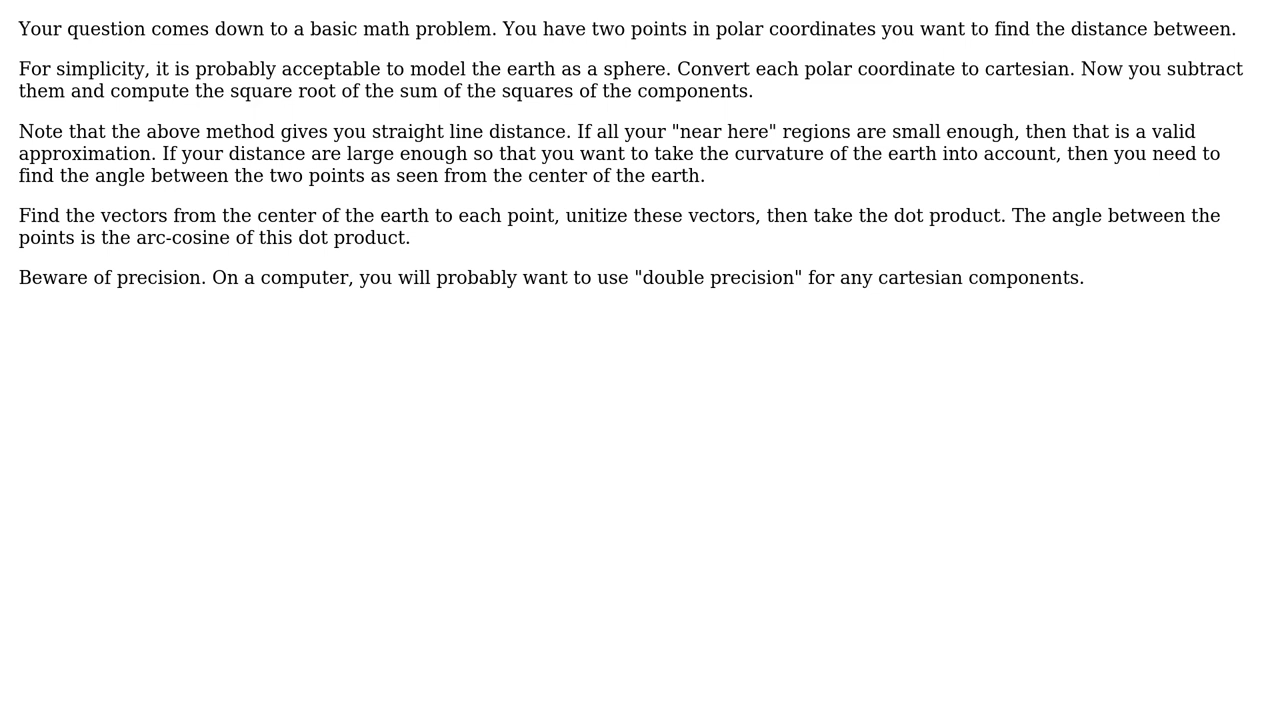 Your question comes down to a basic math problem. You have two points in polar coordinates you want to find the distance between.
For simplicity, it is probably acceptable to model the earth as a sphere. Convert each polar coordinate to cartesian. Now you subtract
them and compute the square root of the sum of the squares of the components.
Note that the above method gives you straight line distance. If all your "near here" regions are small enough, then that is a valid
approximation. If your distance are large enough so that you want to take the curvature of the earth into account, then you need to
find the angle between the two points as seen from the center of the earth.
Find the vectors from the center of the earth to each point, unitize these vectors, then take the dot product. The angle between the
points is the arc-cosine of this dot product.
Beware of precision. On a computer, you will probably want to use "double precision" for any cartesian components.